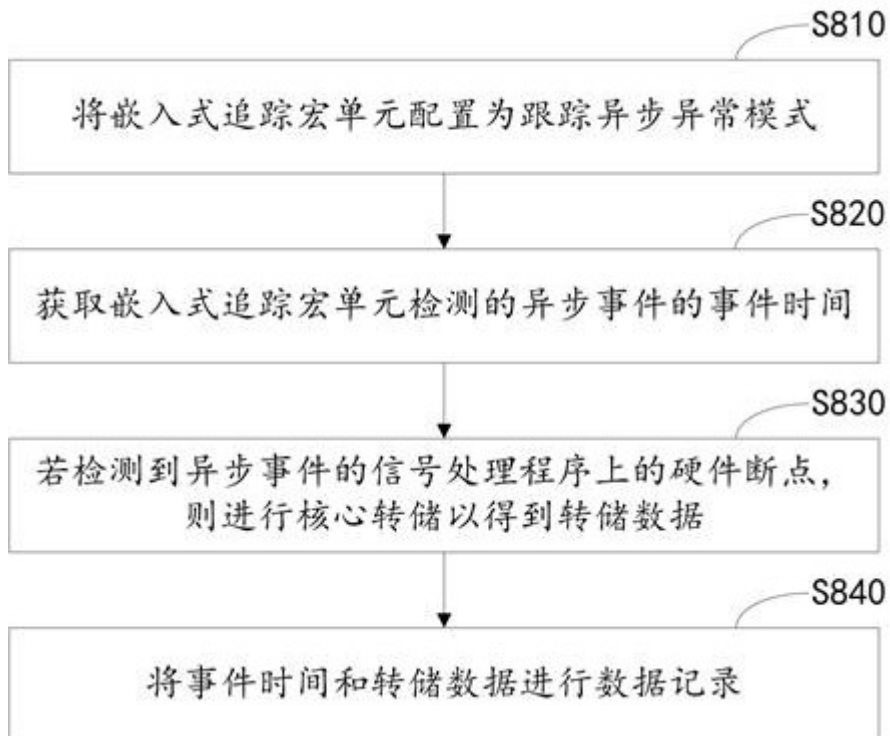 S810
将嵌入式追踪宏单元配置为跟踪异步异常模式
S820
获取嵌入式追踪宏单元检测的异步事件的事件时间
S830
若检测到异步事件的信号处理程序上的硬件断点，
则进行核心转储以得到转储数据
S840
将事件时间和转储数据进行数据记录